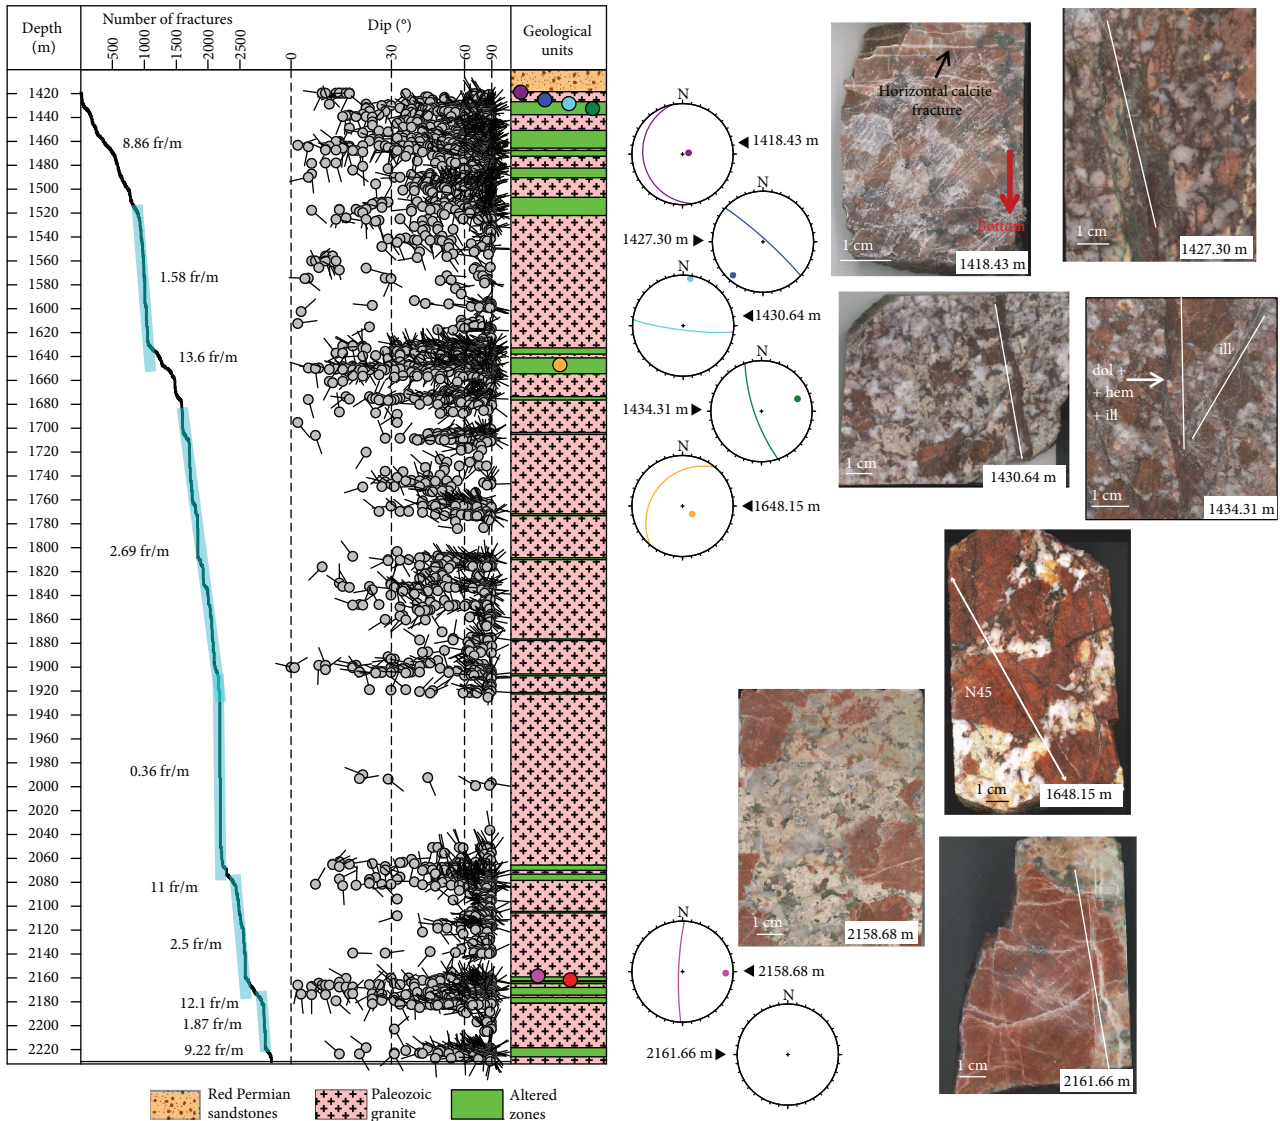 Depth
(m)
Number of fractures
500
1000
1500
2000
2500
Dip (°)
0
30
60
90
Geological
units
1420
1440
1460
1480
1500
1520
1540
1560
1580
1600
1620
1640
1660
1680
1700
1720
1740
1760
1780
1800
1820
1840
1860
1880
1900
1920
1940
1960
1980
2000
2020
2040
2060
2080
2100
2120
2140
2160
2180
2200
2220
8.86 fr/m
1.58 fr/m
13.6 fr/m
2.69 fr/m
0.36 fr/m
11 fr/m
2.5 fr/m
12.1 fr/m
1.87 fr/m
9.22 fr/m
N
1418.43 m
N
1427.30 m
N
1430.64 m
N
1434.31 m
N
1648.15 m
N
2158.68 m
N
2161.66 m
Horizontal calcite
fracture
Bottom
1 cm
1418.43 m
1 cm
1427.30 m
1 cm
1430.64 m
ill
dol +
+ hem
+ ill
1 cm
1434.31 m
N45
1 cm
1648.15 m
1 cm
2158.68 m
1 cm
2161.66 m
Red Permian
sandstones
Paleozoic
granite
Altered
zones